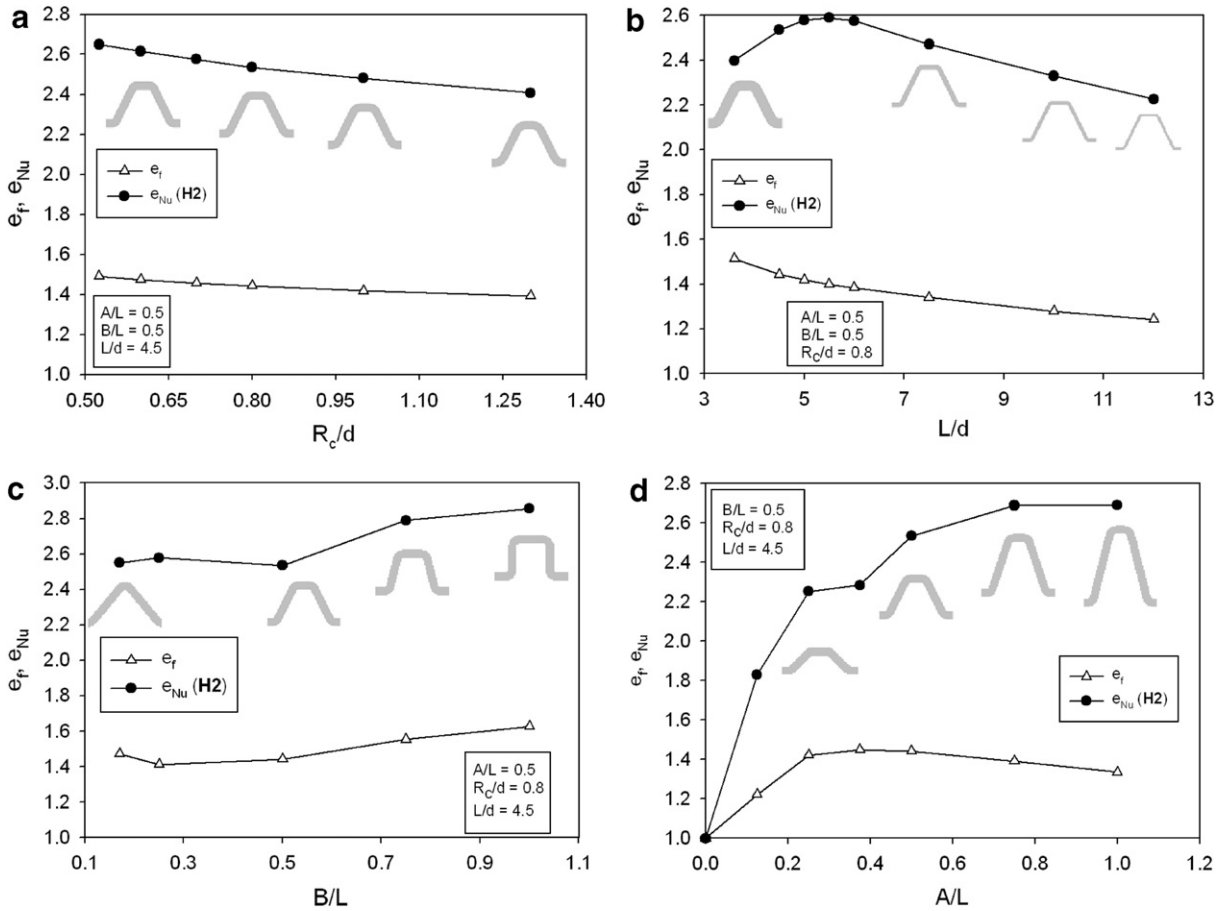 a
2.8
2.6
2.4
2.2
2.0
1.8
1.6
1.4
1.2
1.0
e_f, e_Nu
e_f
e_Nu (H2)
A/L = 0.5
B/L = 0.5
L/d = 4.5
0.50 0.65 0.80 0.95 1.10 1.25 1.40
R_c/d
b
2.6
2.4
2.2
2.0
1.8
1.6
1.4
1.2
1.0
e_f, e_Nu
e_f
e_Nu (H2)
A/L = 0.5
B/L = 0.5
R_C/d = 0.8
3 5 7 9 11 13
L/d
c
3.0
2.8
2.6
2.4
2.2
2.0
1.8
1.6
1.4
1.2
1.0
e_f, e_Nu
e_f
e_Nu (H2)
A/L = 0.5
R_C/d = 0.8
L/d = 4.5
0.1 0.3 0.5 0.7 0.9 1.1
B/L
d
2.8
2.6
2.4
2.2
2.0
1.8
1.6
1.4
1.2
1.0
e_f, e_Nu
B/L = 0.5
R_C/d = 0.8
L/d = 4.5
e_f
e_Nu (H2)
0.0 0.2 0.4 0.6 0.8 1.0 1.2
A/L